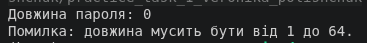 Довжина пароля: 0
Помилка: довжина мусить бути від 1 до 64.